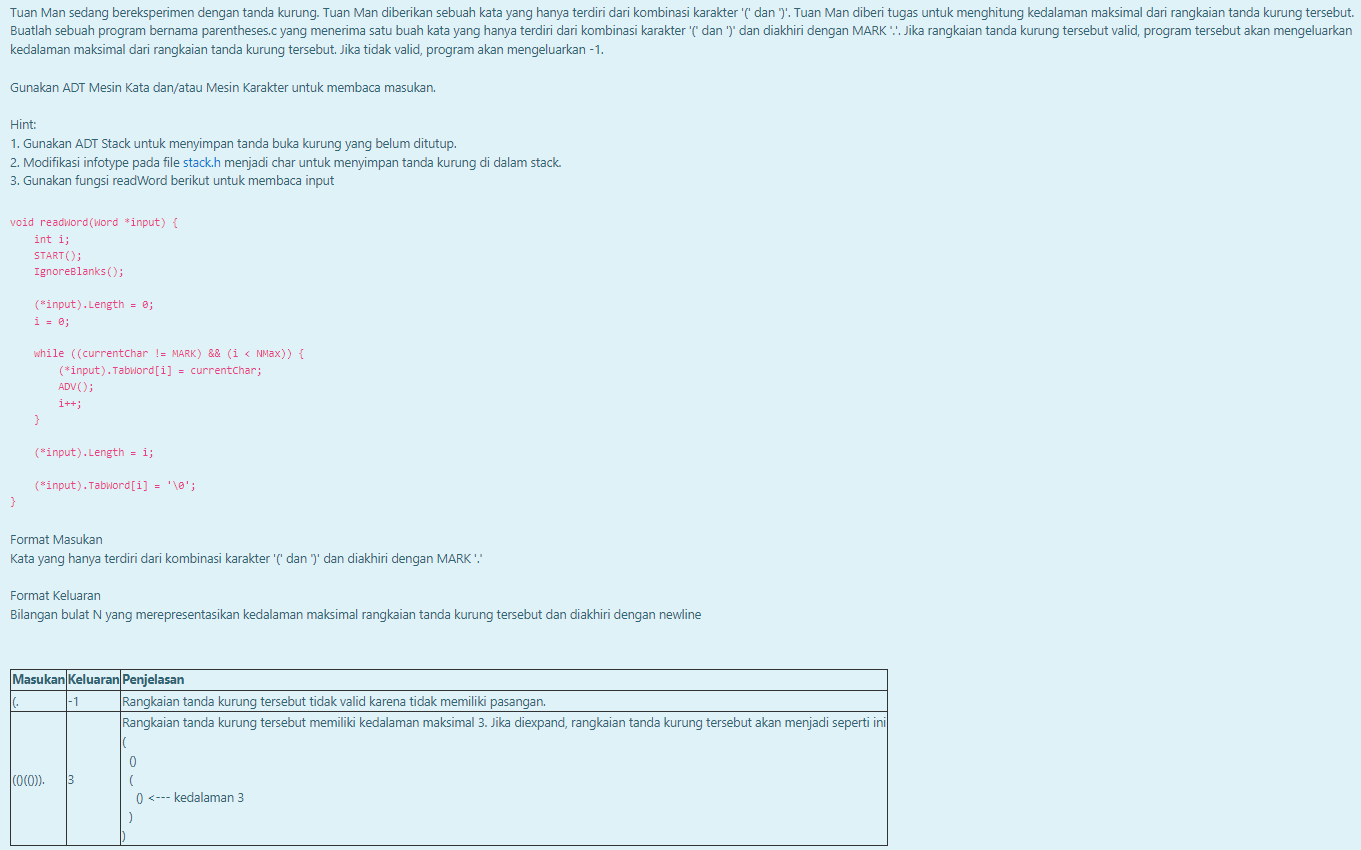 Tuan Man sedang bereksperimen dengan tanda kurung. Tuan Man diberikan sebuah kata yang hanya terdiri dari kombinasi karakter '(' dan ')'. Tuan Man diberi tugas untuk menghitung kedalaman maksimal dari rangkaian tanda kurung tersebut.
Buatlah sebuah program bernama parentheses.c yang menerima satu buah kata yang hanya terdiri dari kombinasi karakter '(' dan ')' dan diakhiri dengan MARK '.'. Jika rangkaian tanda kurung tersebut valid, program tersebut akan mengeluarkan
kedalaman maksimal dari rangkaian tanda kurung tersebut. Jika tidak valid, program akan mengeluarkan -1.
Gunakan ADT Mesin Kata dan/atau Mesin Karakter untuk membaca masukan.
Hint:
1. Gunakan ADT Stack untuk menyimpan tanda buka kurung yang belum ditutup.
2. Modifikasi infotype pada file stack.h menjadi char untuk menyimpan tanda kurung di dalam stack.
3. Gunakan fungsi readWord berikut untuk membaca input
void readWord(Word *input) {
    int i;
    START();
    IgnoreBlanks();
    (*input).Length = 0;
    i = 0;
    while ((currentChar != MARK) && (i < NMax)) {
        (*input).TabWord[i] = currentChar;
        ADV();
        i++;
    }
    (*input).Length = i;
    (*input).TabWord[i] = '\0';
}
Format Masukan
Kata yang hanya terdiri dari kombinasi karakter '(' dan ')' dan diakhiri dengan MARK '.'
Format Keluaran
Bilangan bulat N yang merepresentasikan kedalaman maksimal rangkaian tanda kurung tersebut dan diakhiri dengan newline
Masukan Keluaran Penjelasan
(. -1 Rangkaian tanda kurung tersebut tidak valid karena tidak memiliki pasangan.
Rangkaian tanda kurung tersebut memiliki kedalaman maksimal 3. Jika diexpand, rangkaian tanda kurung tersebut akan menjadi seperti ini
(
()
(()(())). 3 (
() <--- kedalaman 3
)
)